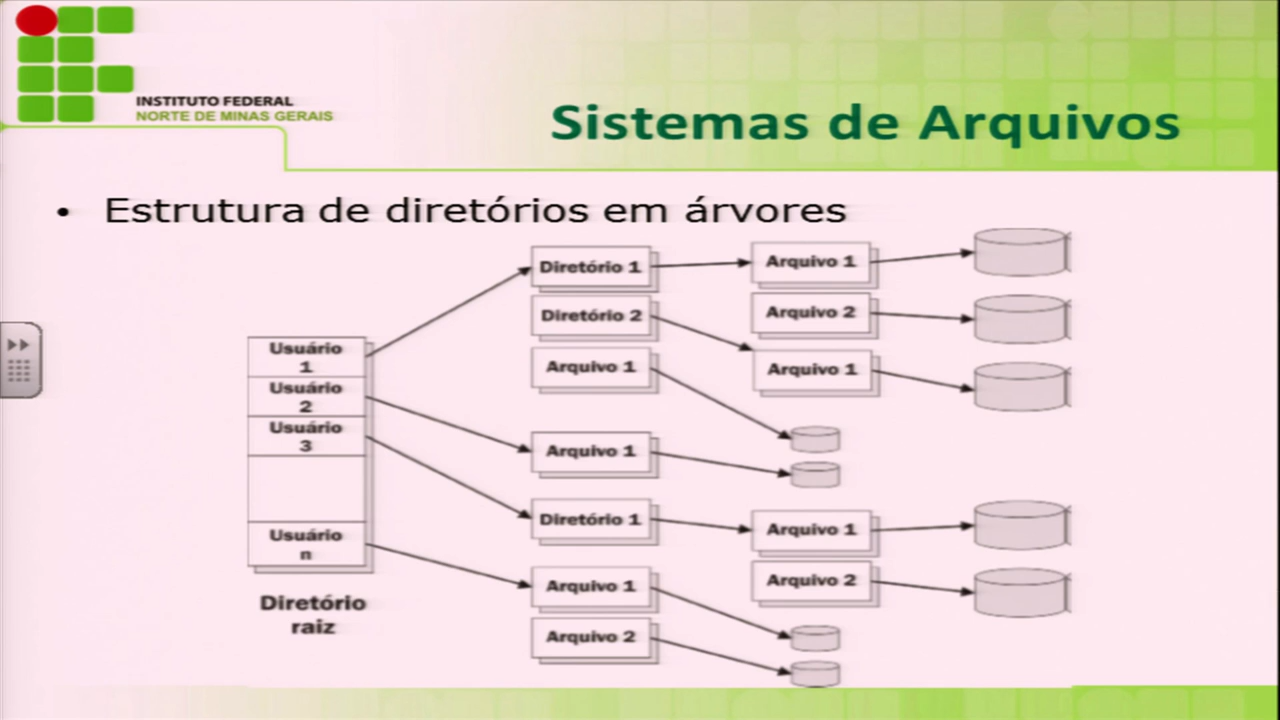 INSTITUTO FEDERAL
NORTE DE MINAS GERAIS
Sistemas de Arquivos
• Estrutura de diretórios em árvores
Usuário
1
Usuário
2
Usuário
3
Usuário
n
Diretório
raiz
Diretório 1
Diretório 2
Arquivo 1
Arquivo 1
Diretório 1
Arquivo 1
Arquivo 2
Arquivo 1
Arquivo 2
Arquivo 1
Arquivo 1
Arquivo 2